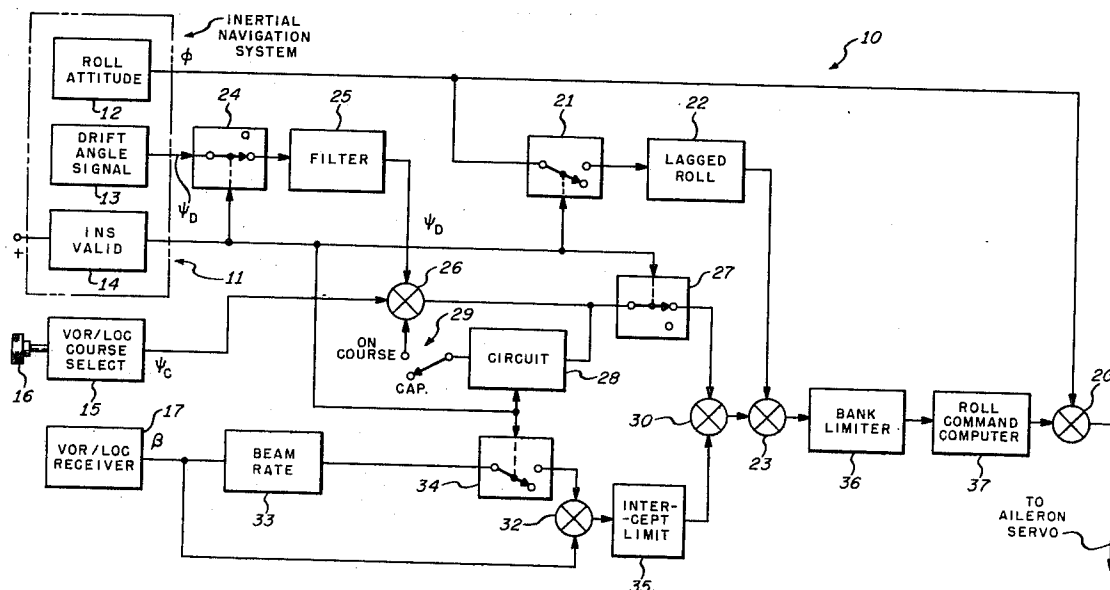 INERTIAL
NAVIGATION
SYSTEM
10
ROLL
ATTITUDE
12
ϕ
DRIFT
ANGLE
SIGNAL
13
ψD
24
a
25
FILTER
21
22
LAGGED
ROLL
INS
VALID
14
+
11
ψD
26
27
a
VOR/LOC
COURSE
SELECT
15
16
ψC
ON
COURSE
29
CAP.
CIRCUIT
28
17
VOR/LOC
RECEIVER
β
BEAM
RATE
33
34
32
INTER-
CEPT
LIMIT
35
30
23
BANK
LIMITER
36
ROLL
COMMAND
COMPUTER
37
20
TO
AILERON
SERVO